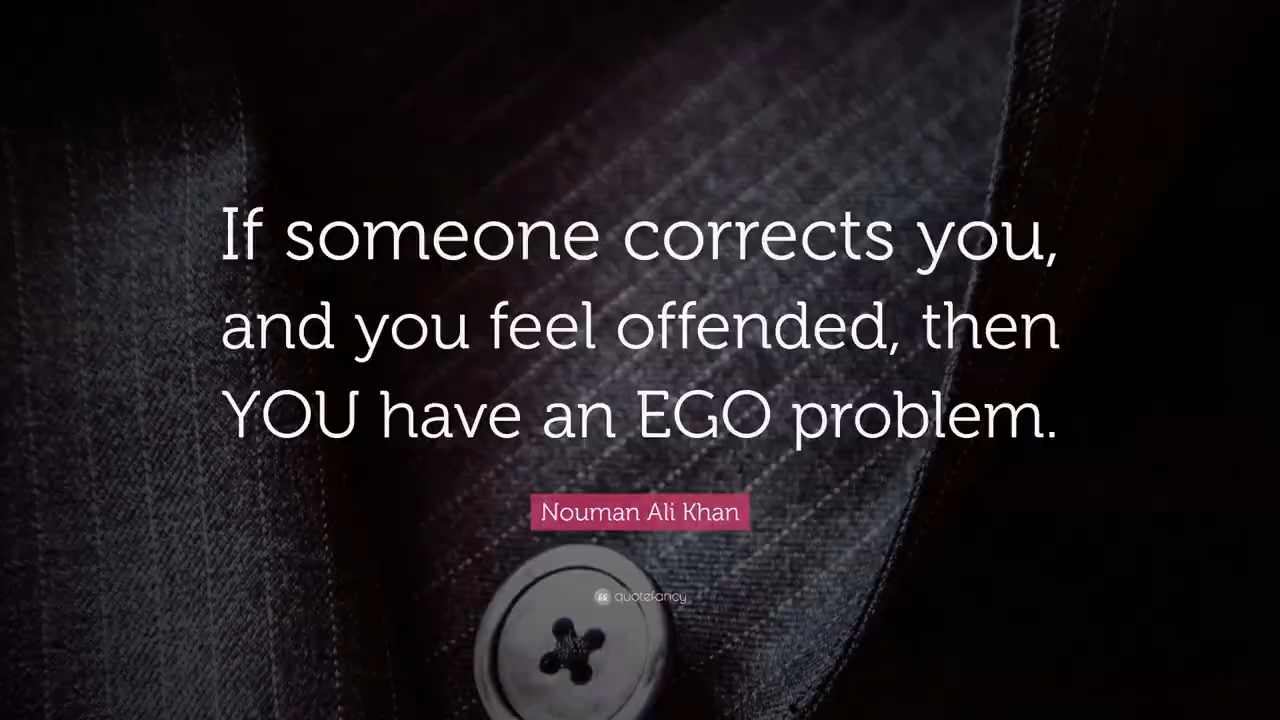 If someone corrects you,
and you feel offended, then
YOU have an EGO problem.
Nouman Ali Khan
quotefancy